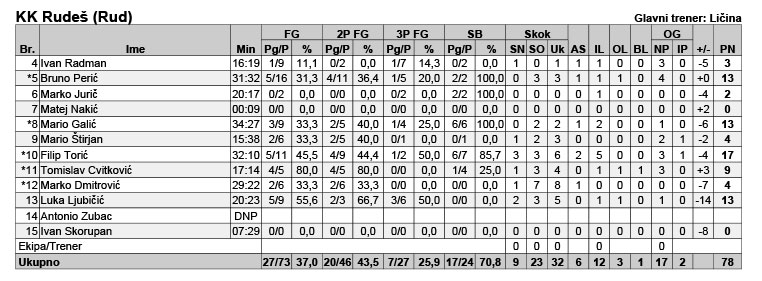 KK Rudeš (Rud) Glavni trener: Ličina
FG 2P FG 3P FG SB Skok OG
Br. Ime Min Pg/P % Pg/P % Pg/P % Pg/P % SN SO Uk AS IL OL BL NP IP +/- PN
4 Ivan Radman 16:19 1/9 11,1 0/2 0,0 1/7 14,3 0/2 0,0 1 0 1 1 1 0 0 3 0 -5 3
*5 Bruno Perić 31:32 5/16 31,3 4/11 36,4 1/5 20,0 2/2 100,0 0 3 3 1 1 1 0 4 0 +0 13
6 Marko Jurič 20:17 0/2 0,0 0/2 0,0 0/0 0,0 2/2 100,0 0 0 0 0 1 0 0 0 0 -4 2
7 Matej Nakić 00:09 0/0 0,0 0/0 0,0 0/0 0,0 0/0 0,0 0 0 0 0 0 0 0 0 0 +2 0
*8 Mario Galić 34:27 3/9 33,3 2/5 40,0 1/4 25,0 6/6 100,0 0 2 2 1 2 0 0 1 0 -6 13
9 Mario Štirjan 15:38 2/6 33,3 2/5 40,0 0/1 0,0 0/0 0,0 1 2 3 0 0 0 0 2 1 -2 4
*10 Filip Torić 32:10 5/11 45,5 4/9 44,4 1/2 50,0 6/7 85,7 3 3 6 2 5 0 0 3 1 -4 17
*11 Tomislav Cvitković 17:14 4/5 80,0 4/5 80,0 0/0 0,0 1/4 25,0 1 3 4 0 1 1 1 3 0 +3 9
*12 Marko Dmitrović 29:22 2/6 33,3 2/6 33,3 0/0 0,0 0/0 0,0 1 7 8 1 0 0 0 0 0 -7 4
13 Luka Ljubičić 20:23 5/9 55,6 2/3 66,7 3/6 50,0 0/1 0,0 2 3 5 0 1 1 0 1 0 -14 13
14 Antonio Zubac DNP
15 Ivan Skorupan 07:29 0/0 0,0 0/0 0,0 0/0 0,0 0/0 0,0 0 0 0 0 0 0 0 0 0 -8 0
Ekipa/Trener 0 0 0 0 0
Ukupno 27/73 37,0 20/46 43,5 7/27 25,9 17/24 70,8 9 23 32 6 12 3 1 17 2 78